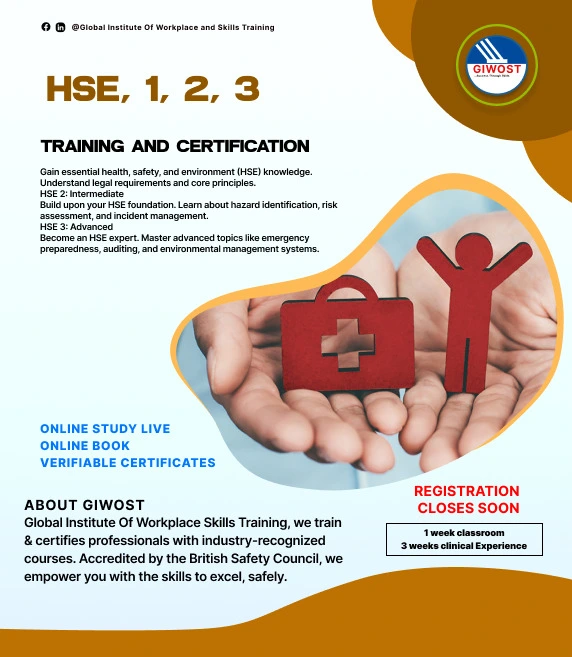 @Global Institute Of Workplace and Skills Training
GIWOST
HSE, 1, 2, 3
TRAINING AND CERTIFICATION
Gain essential health, safety, and environment (HSE) knowledge.
Understand legal requirements and core principles.
HSE 2: Intermediate
Build upon your HSE foundation. Learn about hazard identification, risk
assessment, and incident management.
HSE 3: Advanced
Become an HSE expert. Master advanced topics like emergency
preparedness, auditing, and environmental management systems.
ONLINE STUDY LIVE
ONLINE BOOK
VERIFIABLE CERTIFICATES
ABOUT GIWOST
Global Institute Of Workplace Skills Training, we train
& certifies professionals with industry-recognized
courses. Accredited by the British Safety Council, we
empower you with the skills to excel, safely.
REGISTRATION
CLOSES SOON
1 week classroom
3 weeks clinical Experience